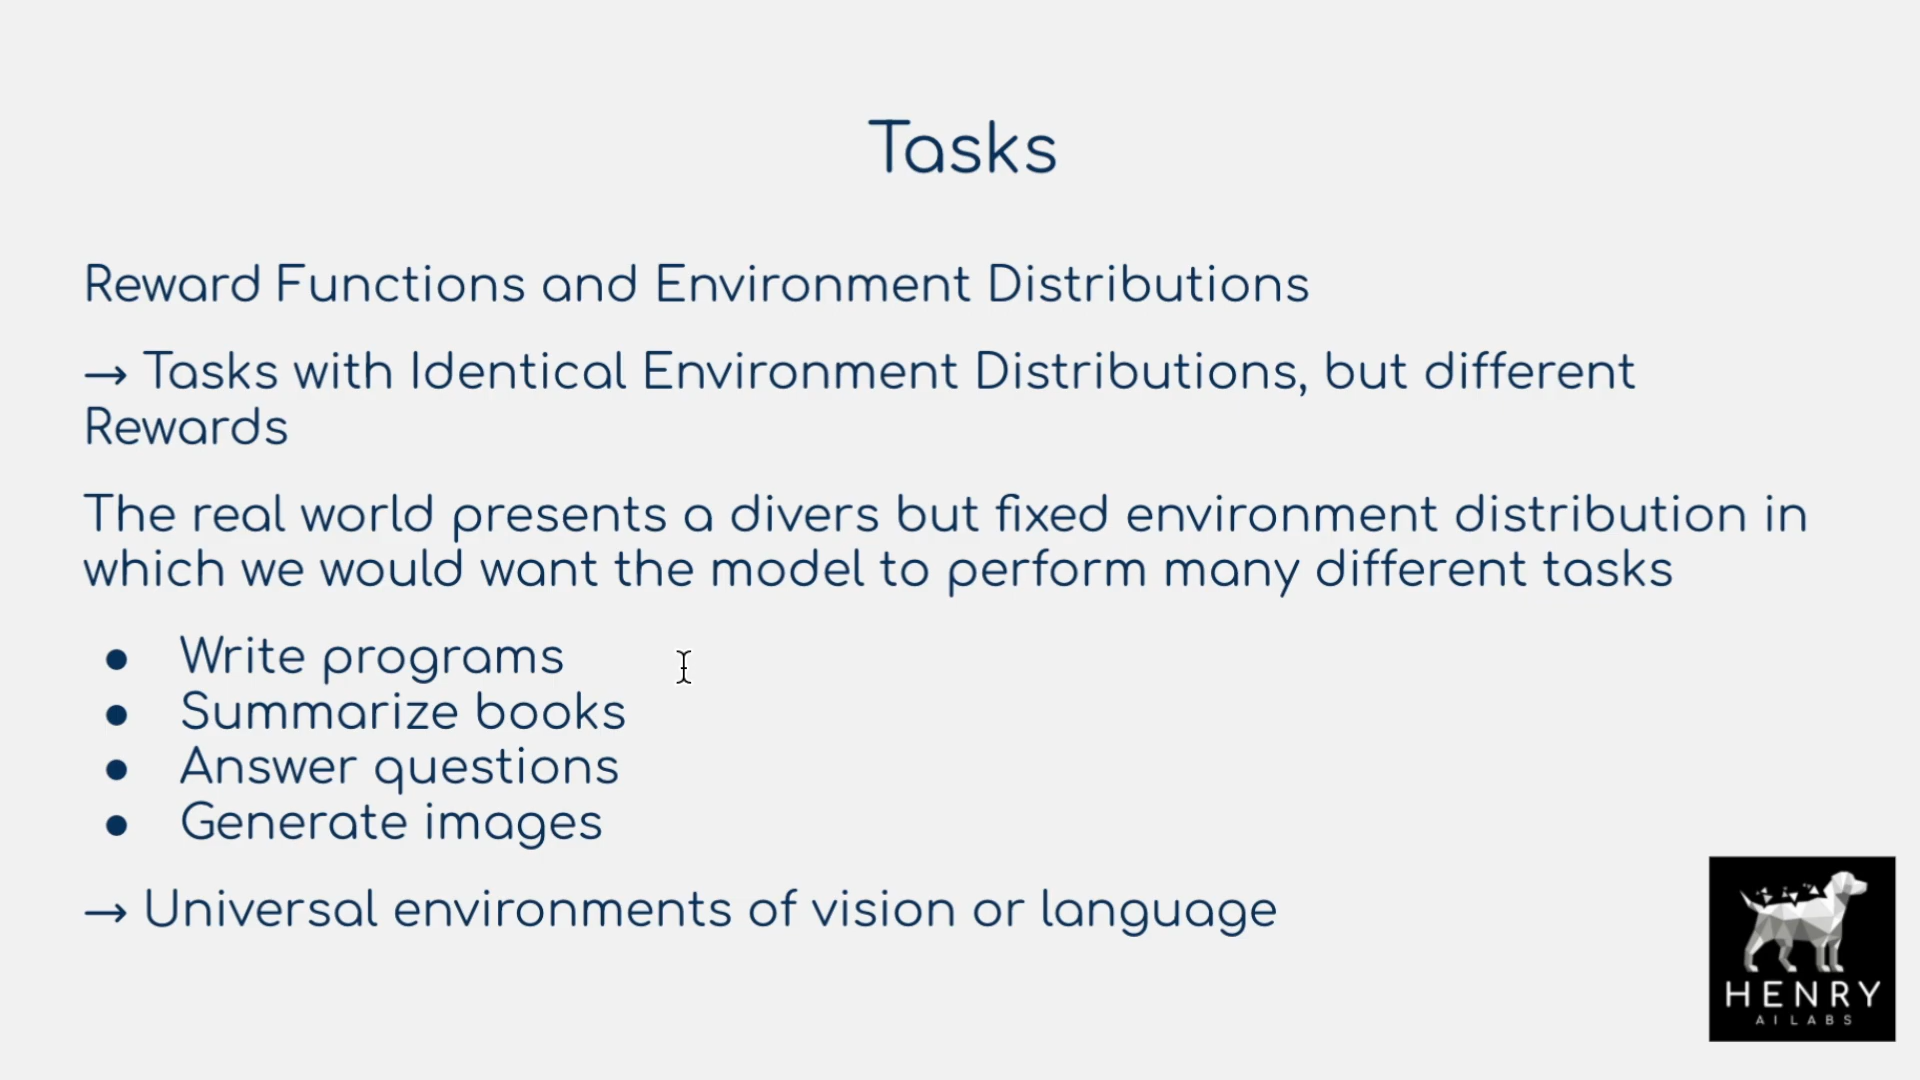 Tasks
Reward Functions and Environment Distributions
→ Tasks with Identical Environment Distributions, but different
Rewards
The real world presents a divers but fixed environment distribution in
which we would want the model to perform many different tasks
● Write programs
● Summarize books
● Answer questions
● Generate images
→ Universal environments of vision or language
HENRY
AI LABS